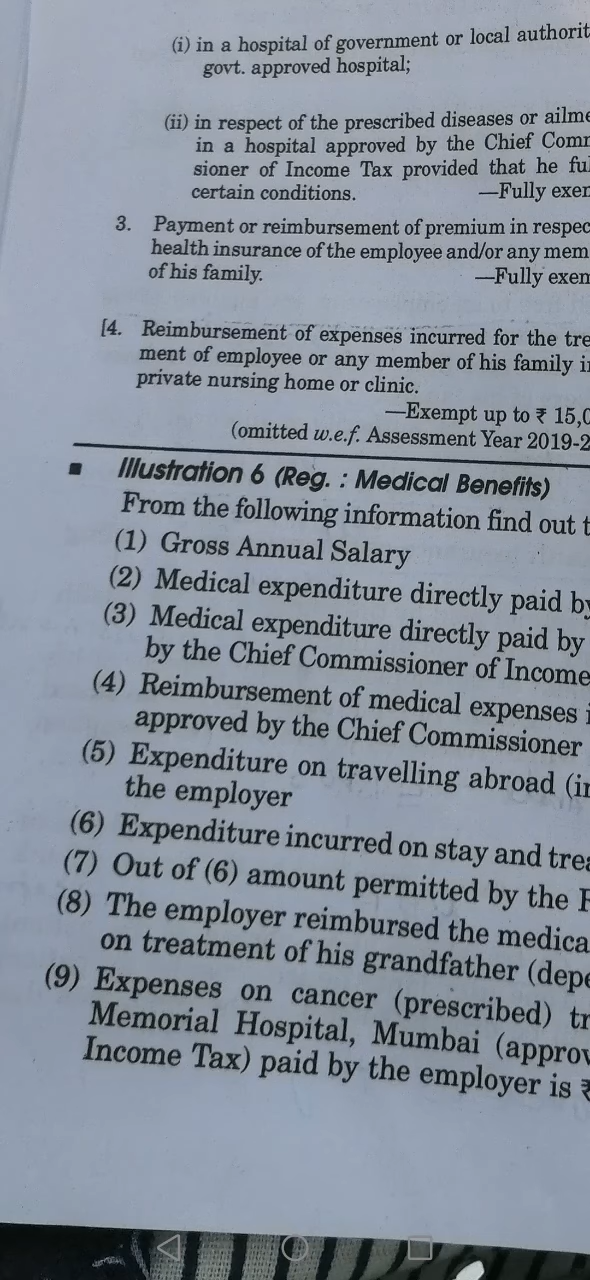 (i) in a hospital of government or local authorit
govt. approved hospital;
(ii) in respect of the prescribed diseases or ailme
in a hospital approved by the Chief Comm
sioner of Income Tax provided that he ful
certain conditions. —Fully exem
3. Payment or reimbursement of premium in respec
health insurance of the employee and/or any mem
of his family. —Fully exem
[4. Reimbursement of expenses incurred for the tre
ment of employee or any member of his family in
private nursing home or clinic.
—Exempt up to ₹ 15,0
(omitted w.e.f. Assessment Year 2019-2
■ Illustration 6 (Reg. : Medical Benefits)
From the following information find out t
(1) Gross Annual Salary
(2) Medical expenditure directly paid by
(3) Medical expenditure directly paid by
by the Chief Commissioner of Income
(4) Reimbursement of medical expenses i
approved by the Chief Commissioner
(5) Expenditure on travelling abroad (in
the employer
(6) Expenditure incurred on stay and trea
(7) Out of (6) amount permitted by the R
(8) The employer reimbursed the medica
on treatment of his grandfather (depe
(9) Expenses on cancer (prescribed) tr
Memorial Hospital, Mumbai (approv
Income Tax) paid by the employer is ₹